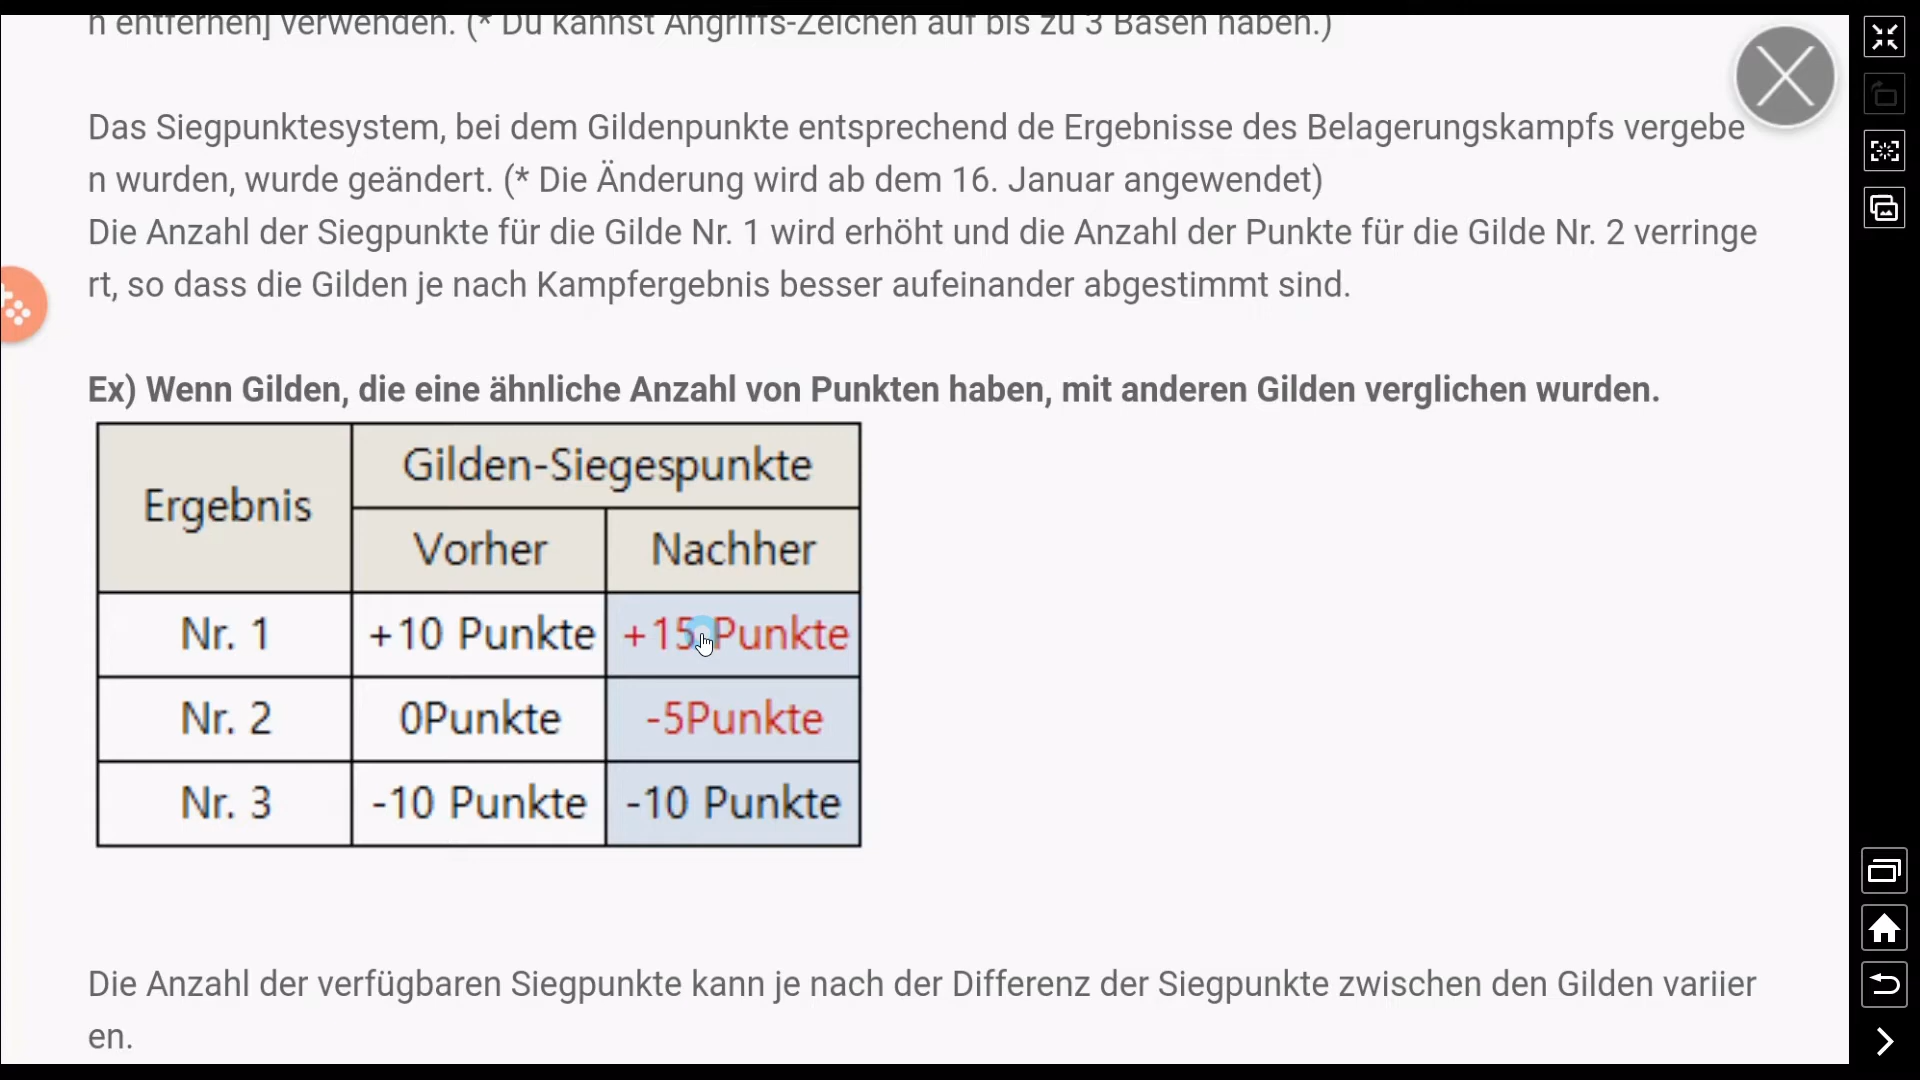 n entfernen] verwenden. (* Du kannst Angriffs-Zeichen auf bis zu 3 Basen haben.)
Das Siegpunktesystem, bei dem Gildenpunkte entsprechend de Ergebnisse des Belagerungskampfs vergebe
n wurden, wurde geändert. (* Die Änderung wird ab dem 16. Januar angewendet)
Die Anzahl der Siegpunkte für die Gilde Nr. 1 wird erhöht und die Anzahl der Punkte für die Gilde Nr. 2 verringe
rt, so dass die Gilden je nach Kampfergebnis besser aufeinander abgestimmt sind.
Ex) Wenn Gilden, die eine ähnliche Anzahl von Punkten haben, mit anderen Gilden verglichen wurden.
Ergebnis Gilden-Siegespunkte
Vorher Nachher
Nr. 1 +10 Punkte +15 Punkte
Nr. 2 0Punkte -5Punkte
Nr. 3 -10 Punkte -10 Punkte
Die Anzahl der verfügbaren Siegpunkte kann je nach der Differenz der Siegpunkte zwischen den Gilden variier
en.